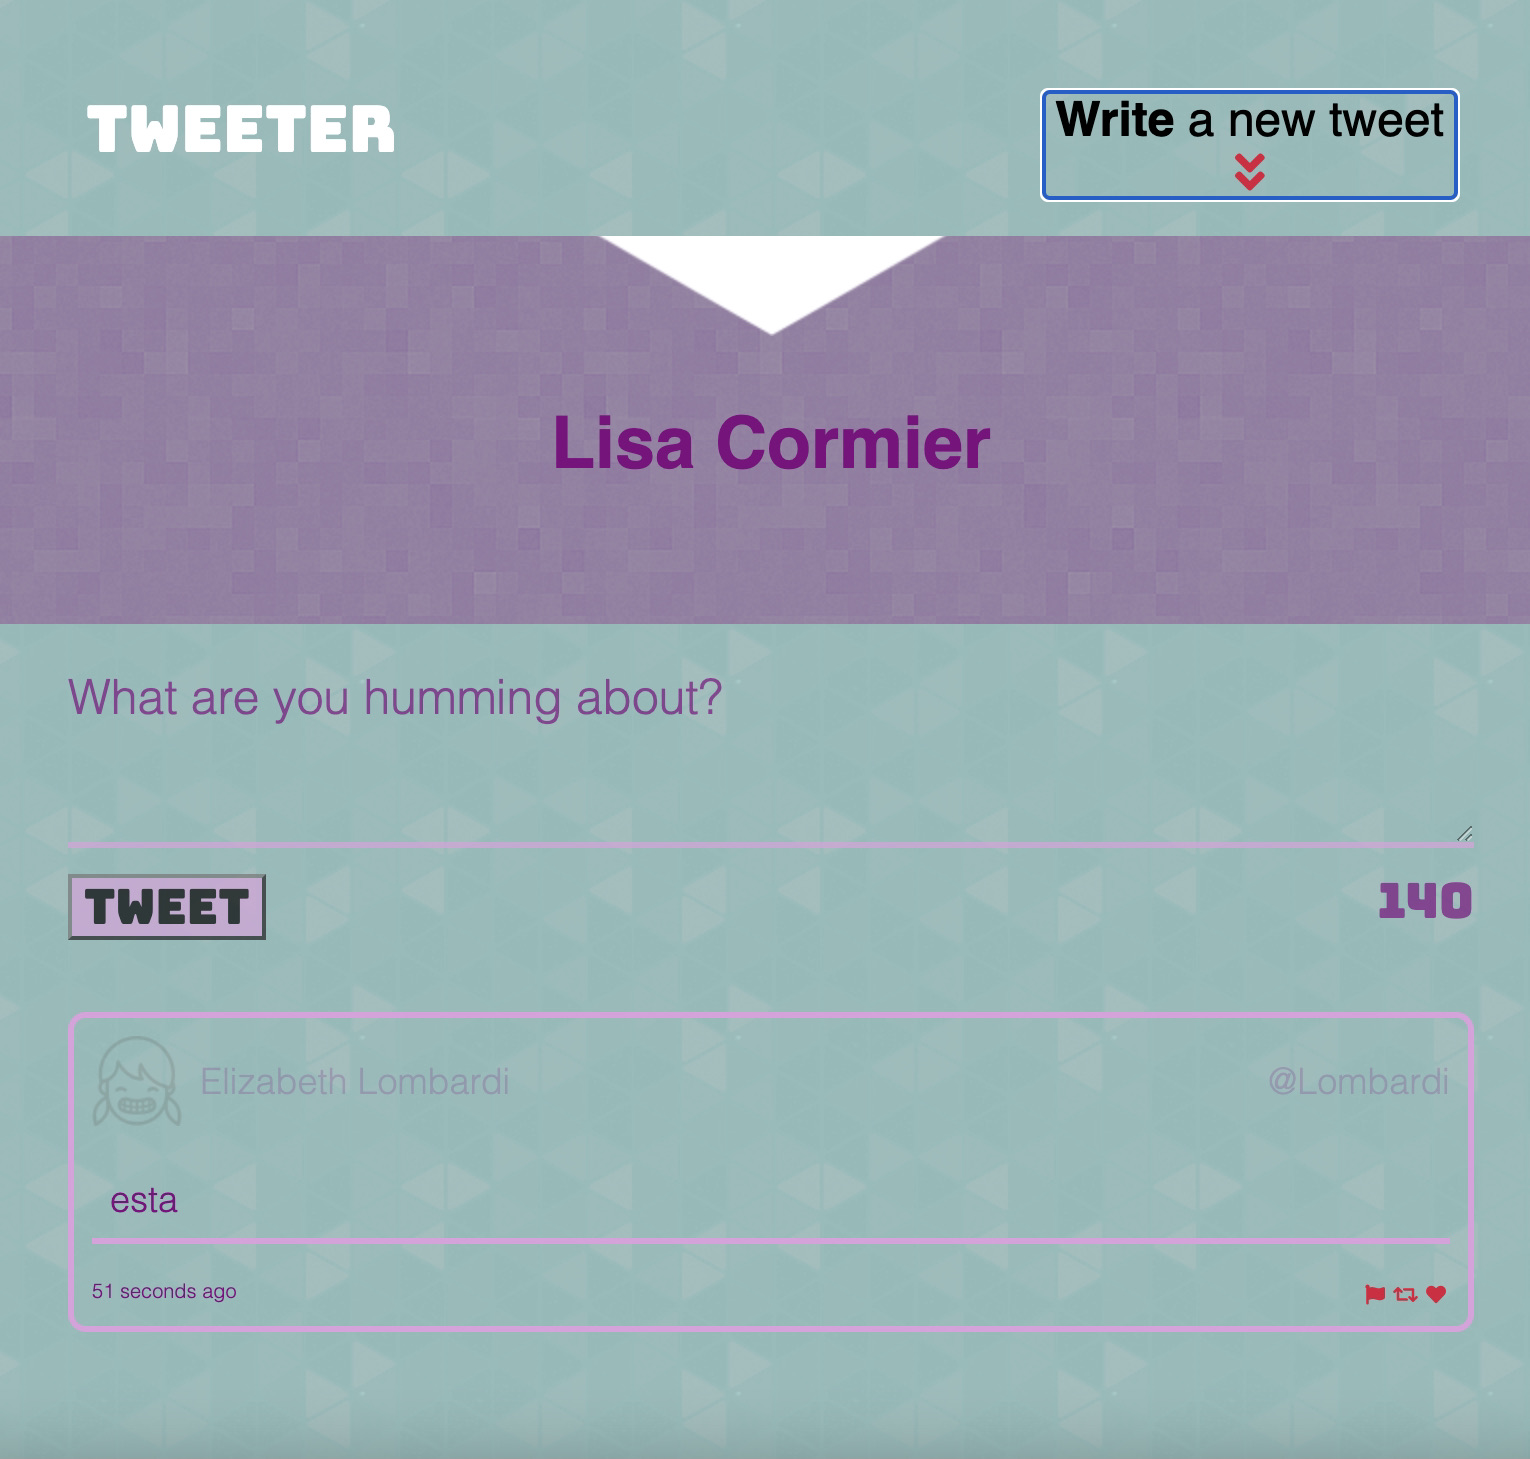 TWEETER
Write a new tweet
Lisa Cormier
What are you humming about?
TWEET
140
Elizabeth Lombardi
@Lombardi
esta
51 seconds ago